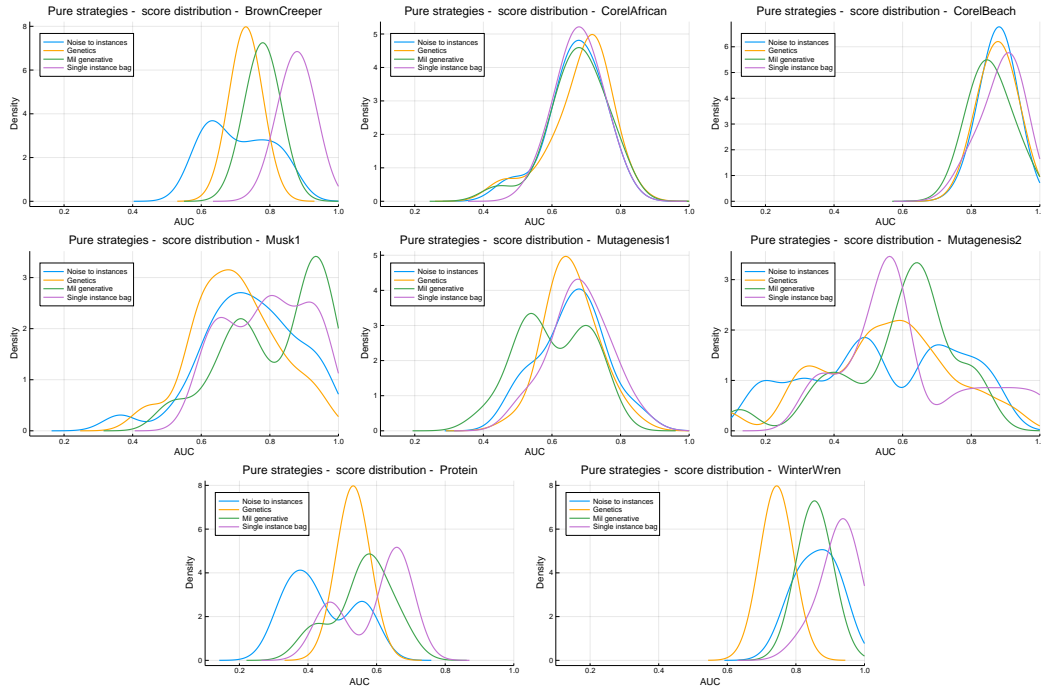 Pure strategies - score distribution - BrownCreeper
8
6
4
2
0
Density
Noise to instances
Genetics
Mil generative
Single instance bag
0.2 0.4 0.6 0.8 1.0
AUC
Pure strategies - score distribution - CorelAfrican
5
4
3
2
1
0
Density
Noise to instances
Genetics
Mil generative
Single instance bag
0.2 0.4 0.6 0.8 1.0
AUC
Pure strategies - score distribution - CorelBeach
6
4
2
0
Density
Noise to instances
Genetics
Mil generative
Single instance bag
0.2 0.4 0.6 0.8 1.0
AUC
Pure strategies - score distribution - Musk1
3
2
1
0
Density
Noise to instances
Genetics
Mil generative
Single instance bag
0.2 0.4 0.6 0.8 1.0
AUC
Pure strategies - score distribution - Mutagenesis1
5
4
3
2
1
0
Density
Noise to instances
Genetics
Mil generative
Single instance bag
0.2 0.4 0.6 0.8 1.0
AUC
Pure strategies - score distribution - Mutagenesis2
3
2
1
0
Density
Noise to instances
Genetics
Mil generative
Single instance bag
0.2 0.4 0.6 0.8 1.0
AUC
Pure strategies - score distribution - Protein
8
6
4
2
0
Density
Noise to instances
Genetics
Mil generative
Single instance bag
0.2 0.4 0.6 0.8 1.0
AUC
Pure strategies - score distribution - WinterWren
8
6
4
2
0
Density
Noise to instances
Genetics
Mil generative
Single instance bag
0.2 0.4 0.6 0.8 1.0
AUC